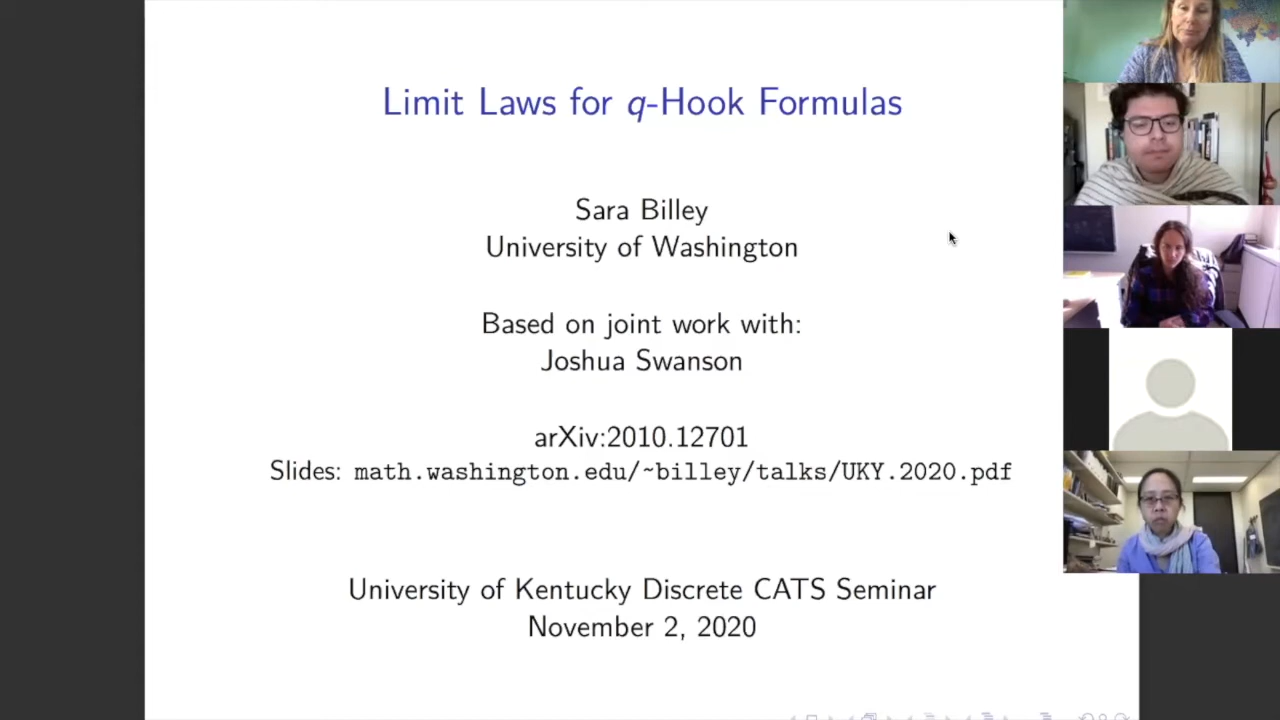 Limit Laws for q-Hook Formulas
Sara Billey
University of Washington
Based on joint work with:
Joshua Swanson
arXiv:2010.12701
Slides: math.washington.edu/~billey/talks/UKY.2020.pdf
University of Kentucky Discrete CATS Seminar
November 2, 2020